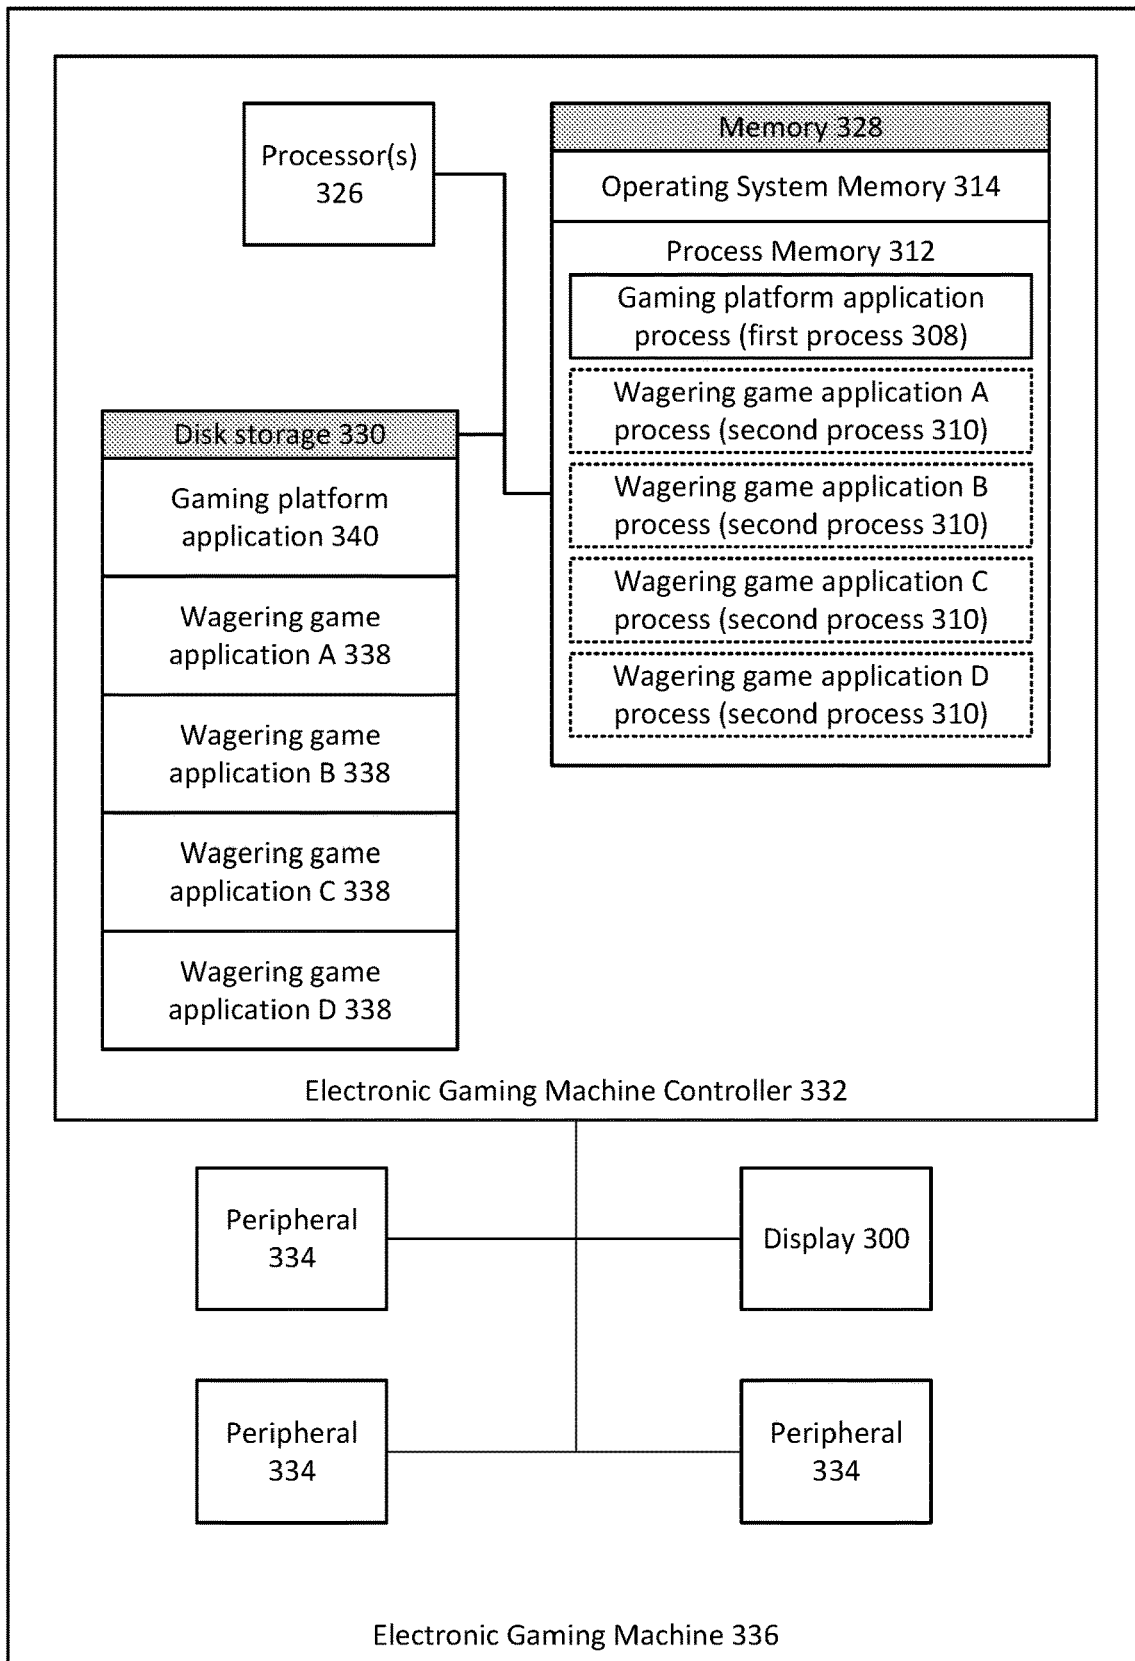 Processor(s)
326
Memory 328
Operating System Memory 314
Process Memory 312
Gaming platform application
process (first process 308)
Wagering game application A
process (second process 310)
Wagering game application B
process (second process 310)
Wagering game application C
process (second process 310)
Wagering game application D
process (second process 310)
Disk storage 330
Gaming platform
application 340
Wagering game
application A 338
Wagering game
application B 338
Wagering game
application C 338
Wagering game
application D 338
Electronic Gaming Machine Controller 332
Peripheral
334
Display 300
Peripheral
334
Peripheral
334
Electronic Gaming Machine 336